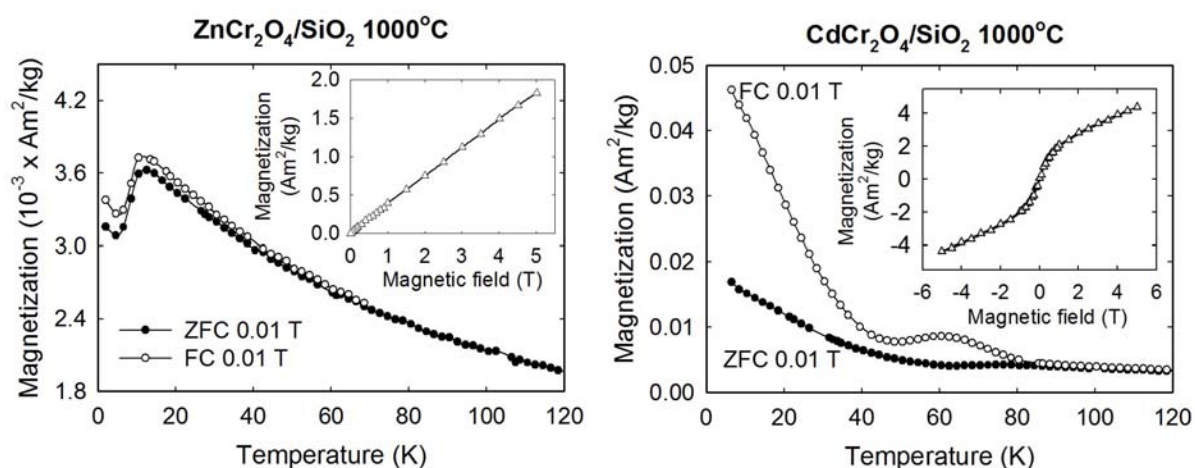 ZnCr₂O₄/SiO₂ 1000°C
Magnetization (10⁻³ x Am²/kg)
4.2
3.6
3.0
2.4
1.8
0 20 40 60 80 100 120
Temperature (K)
ZFC 0.01 T
FC 0.01 T
Magnetization
(Am²/kg)
2.0
1.5
1.0
0.5
0.0
0 1 2 3 4 5
Magnetic field (T)
CdCr₂O₄/SiO₂ 1000°C
Magnetization (Am²/kg)
0.05
0.04
0.03
0.02
0.01
0.00
0 20 40 60 80 100 120
Temperature (K)
FC 0.01 T
ZFC 0.01 T
Magnetization
(Am²/kg)
4
2
0
-2
-4
-6 -4 -2 0 2 4 6
Magnetic field (T)